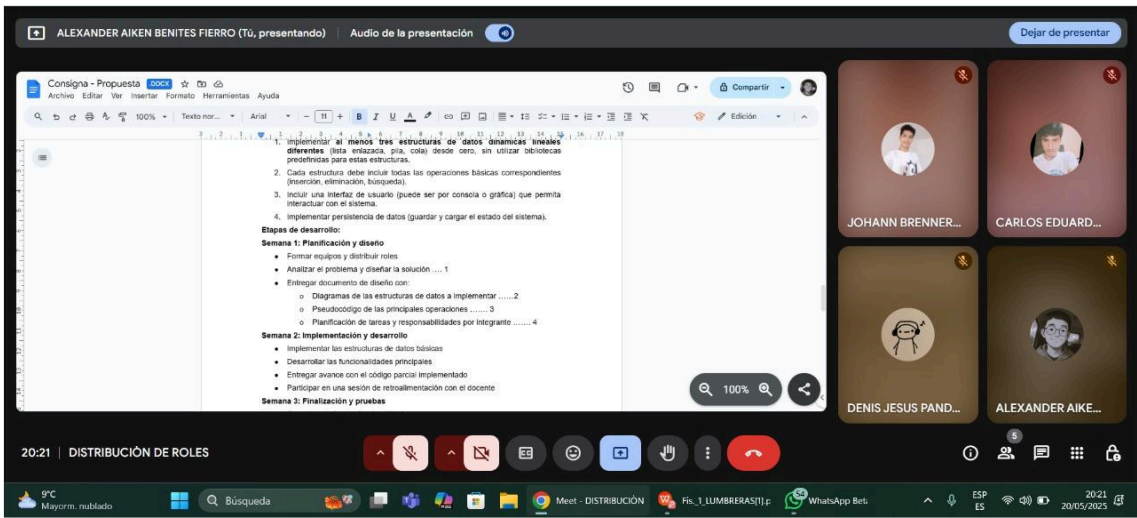 ALEXANDER AIKEN BENITES FIERRO (Tú, presentando) | Audio de la presentación
Dejar de presentar
Consigna - Propuesta .DOCX
Archivo Editar Ver Insertar Formato Herramientas Ayuda
Compartir
100% Texto nor... Arial - 11 + B I U A Edición
1. Implementar al menos tres estructuras de datos dinámicas lineales
diferentes (lista enlazada, pila, cola) desde cero, sin utilizar bibliotecas
predefinidas para estas estructuras.
2. Cada estructura debe incluir todas las operaciones básicas correspondientes
(inserción, eliminación, búsqueda).
3. Incluir una interfaz de usuario (puede ser por consola o gráfica) que permita
interactuar con el sistema.
4. Implementar persistencia de datos (guardar y cargar el estado del sistema).
Etapas de desarrollo:
Semana 1: Planificación y diseño
• Formar equipos y distribuir roles
• Analizar el problema y diseñar la solución .... 1
• Entregar documento de diseño con:
o Diagramas de las estructuras de datos a implementar ......2
o Pseudocódigo de las principales operaciones ....... 3
o Planificación de tareas y responsabilidades por integrante ....... 4
Semana 2: Implementación y desarrollo
• Implementar las estructuras de datos básicas
• Desarrollar las funcionalidades principales
• Entregar avance con el código parcial implementado
• Participar en una sesión de retroalimentación con el docente
Semana 3: Finalización y pruebas
100%
JOHANN BRENNER...
CARLOS EDUARD...
DENIS JESUS PAND...
ALEXANDER AIKE...
20:21 | DISTRIBUCIÒN DE ROLES
5
9°C
Mayorm. nublado
Búsqueda
Meet - DISTRIBUCIÒN
Fis_1_LUMBRERAS[1].p
WhatsApp Beta
ESP
ES
20:21
20/05/2025